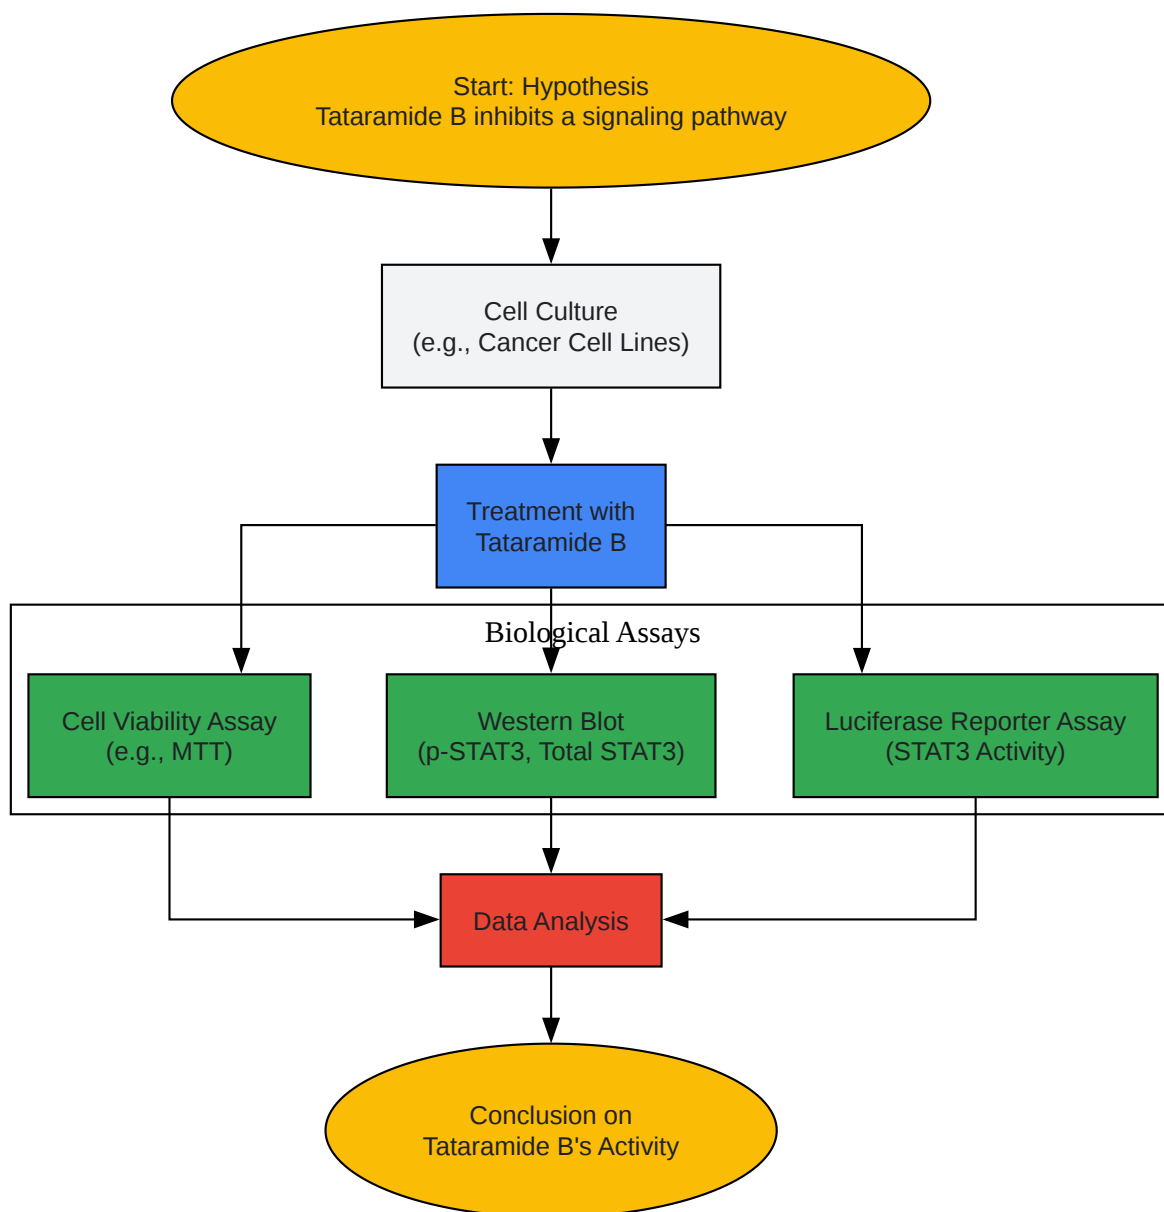 Start: Hypothesis
Tataramide B inhibits a signaling pathway
Cell Culture
(e.g., Cancer Cell Lines)
Treatment with
Tataramide B
Biological Assays
Cell Viability Assay
(e.g., MTT)
Western Blot
(p-STAT3, Total STAT3)
Luciferase Reporter Assay
(STAT3 Activity)
Data Analysis
Conclusion on
Tataramide B's Activity